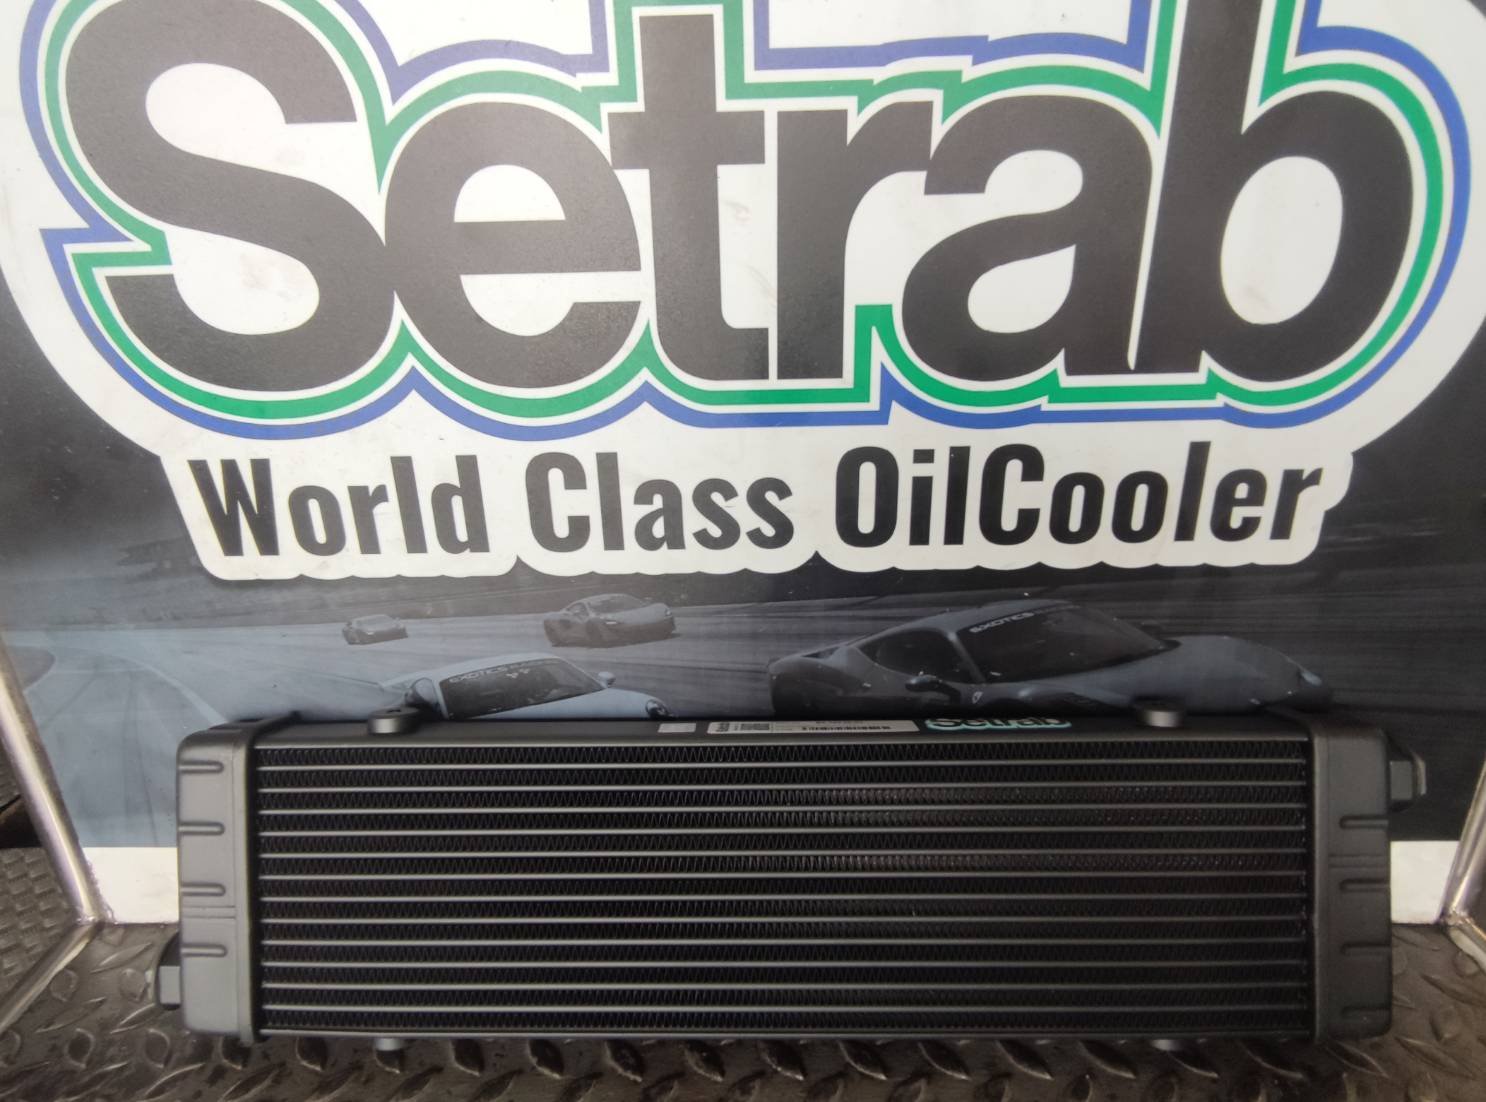 Setrab
World Class OilCooler
EXOTICS
EXOTICS
Setrab